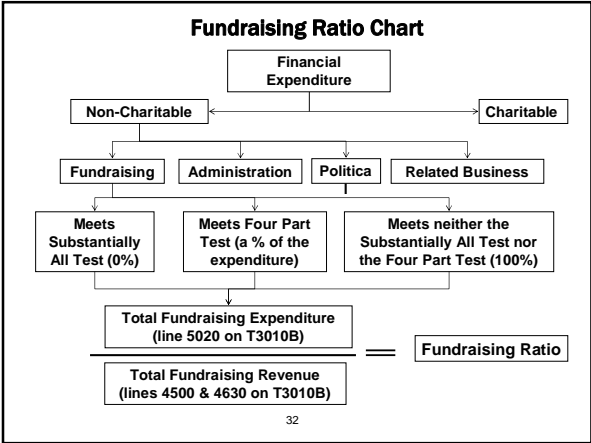 Fundraising Ratio Chart
Financial
Expenditure
Non-Charitable
Charitable
Fundraising
Administration
Politica
Related Business
Meets
Substantially
All Test (0%)
Meets Four Part
Test (a % of the
expenditure)
Meets neither the
Substantially All Test nor
the Four Part Test (100%)
Total Fundraising Expenditure
(line 5020 on T3010B)
=
Fundraising Ratio
Total Fundraising Revenue
(lines 4500 & 4630 on T3010B)
32